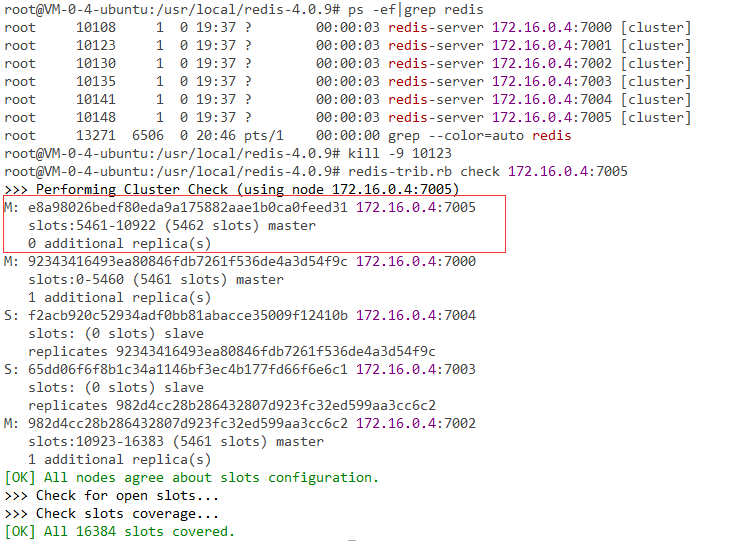 root@VM-0-4-ubuntu:/usr/local/redis-4.0.9# ps -ef|grep redis
root     10108     1  0 19:37 ?        00:00:03 redis-server 172.16.0.4:7000 [cluster]
root     10123     1  0 19:37 ?        00:00:03 redis-server 172.16.0.4:7001 [cluster]
root     10130     1  0 19:37 ?        00:00:03 redis-server 172.16.0.4:7002 [cluster]
root     10135     1  0 19:37 ?        00:00:03 redis-server 172.16.0.4:7003 [cluster]
root     10141     1  0 19:37 ?        00:00:03 redis-server 172.16.0.4:7004 [cluster]
root     10148     1  0 19:37 ?        00:00:03 redis-server 172.16.0.4:7005 [cluster]
root     13271  6506  0 20:46 pts/1    00:00:00 grep --color=auto redis
root@VM-0-4-ubuntu:/usr/local/redis-4.0.9# kill -9 10123
root@VM-0-4-ubuntu:/usr/local/redis-4.0.9# redis-trib.rb check 172.16.0.4:7005
>>> Performing Cluster Check (using node 172.16.0.4:7005)
M: e8a98026bedf80eda9a175882aae1b0ca0feed31 172.16.0.4:7005
   slots:5461-10922 (5462 slots) master
   0 additional replica(s)
M: 92343416493ea80846fdb7261f536de4a3d54f9c 172.16.0.4:7000
   slots:0-5460 (5461 slots) master
   1 additional replica(s)
S: f2acb920c52934adf0bb81abacce35009f12410b 172.16.0.4:7004
   slots: (0 slots) slave
   replicates 92343416493ea80846fdb7261f536de4a3d54f9c
S: 65dd06f6f8b1c34a1146bf3ec4b177fd66f6e6c1 172.16.0.4:7003
   slots: (0 slots) slave
   replicates 982d4cc28b286432807d923fc32ed599aa3cc6c2
M: 982d4cc28b286432807d923fc32ed599aa3cc6c2 172.16.0.4:7002
   slots:10923-16383 (5461 slots) master
   1 additional replica(s)
[OK] All nodes agree about slots configuration.
>>> Check for open slots...
>>> Check slots coverage...
[OK] All 16384 slots covered.